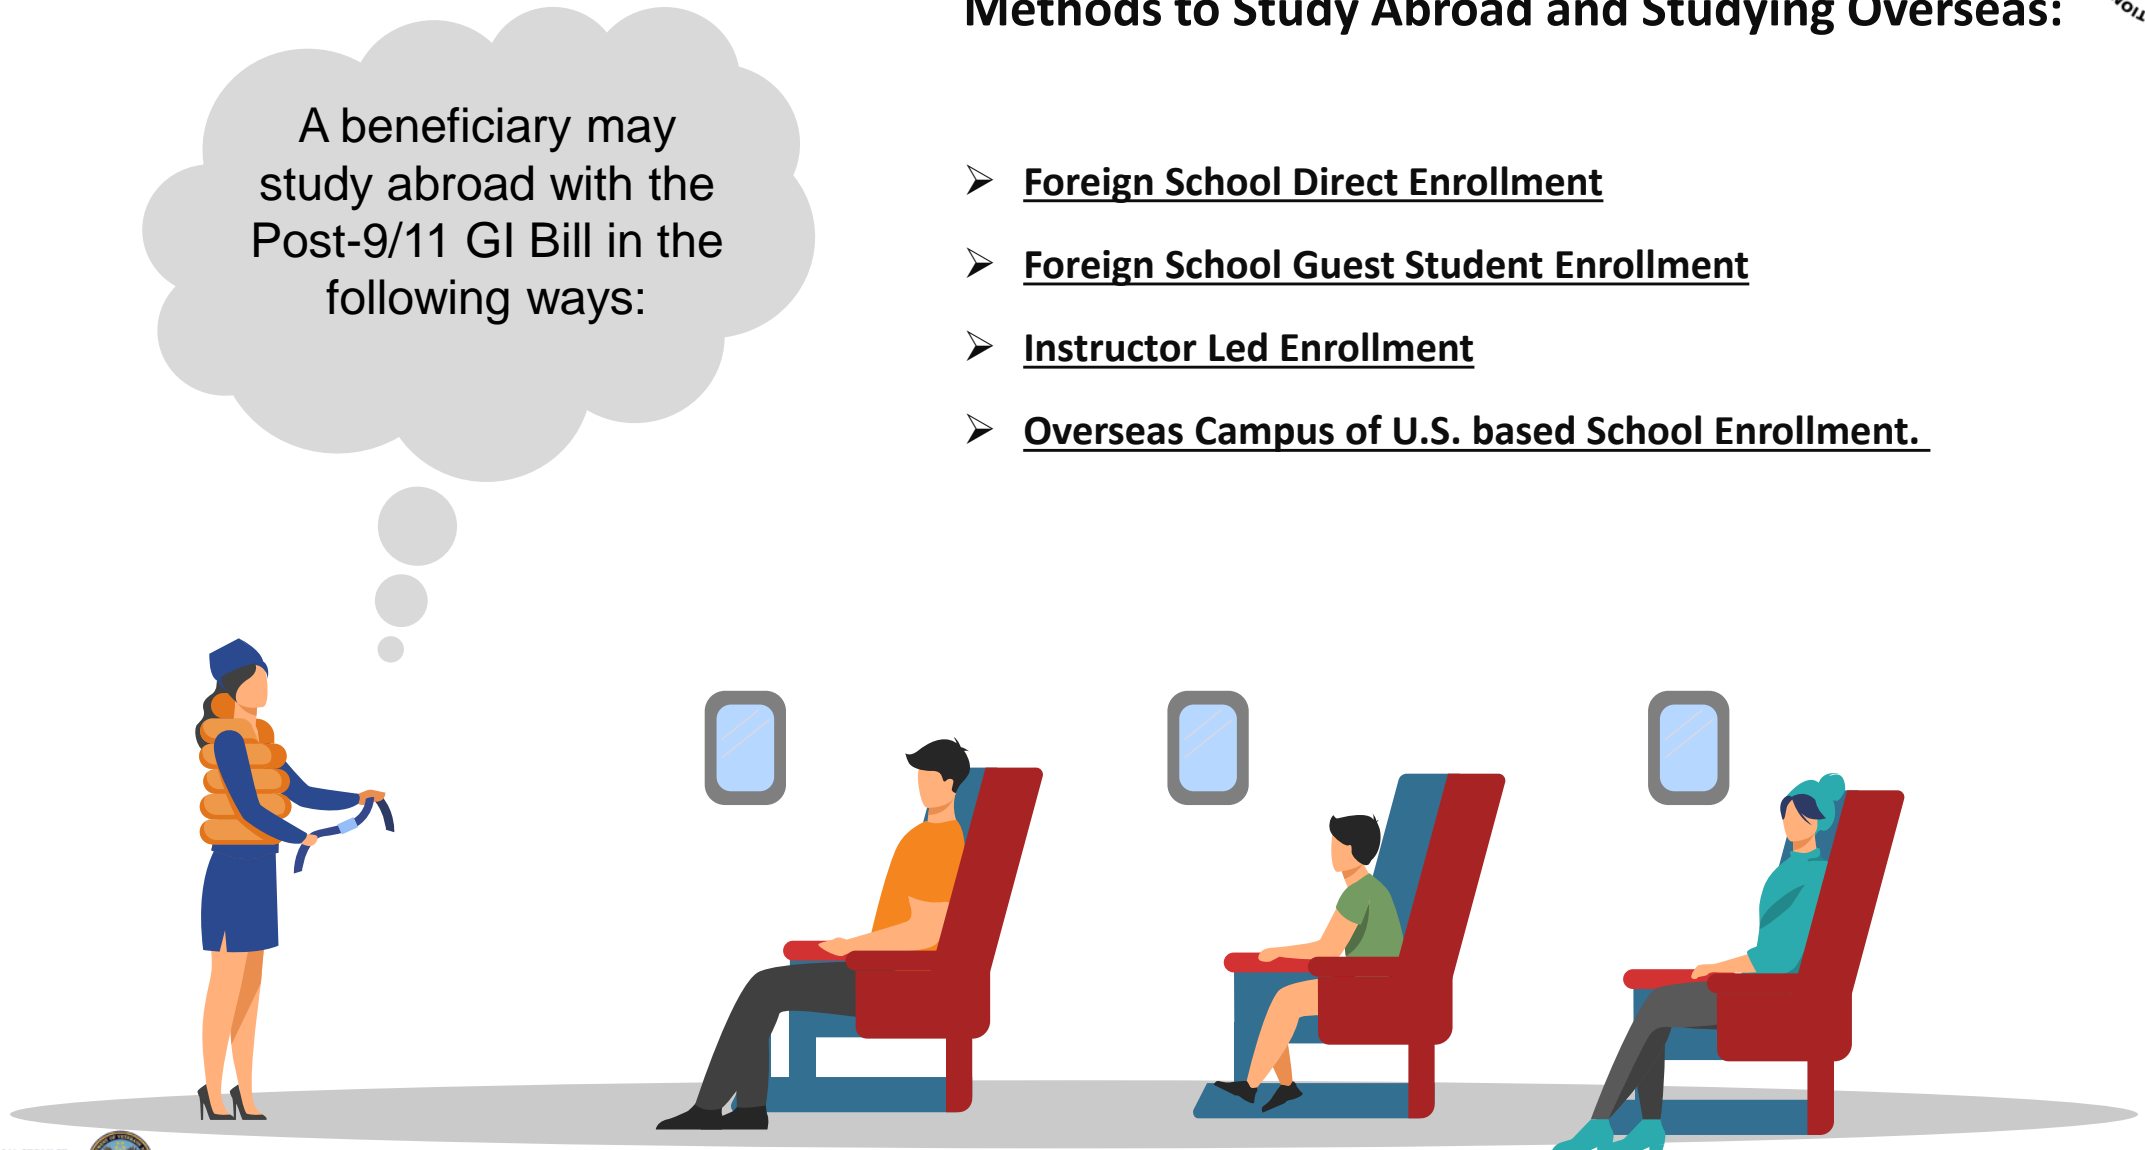 Methods to Study Abroad and Studying Overseas:
A beneficiary may
study abroad with the
Post-9/11 GI Bill in the
following ways:
➢ Foreign School Direct Enrollment
➢ Foreign School Guest Student Enrollment
➢ Instructor Led Enrollment
➢ Overseas Campus of U.S. based School Enrollment.